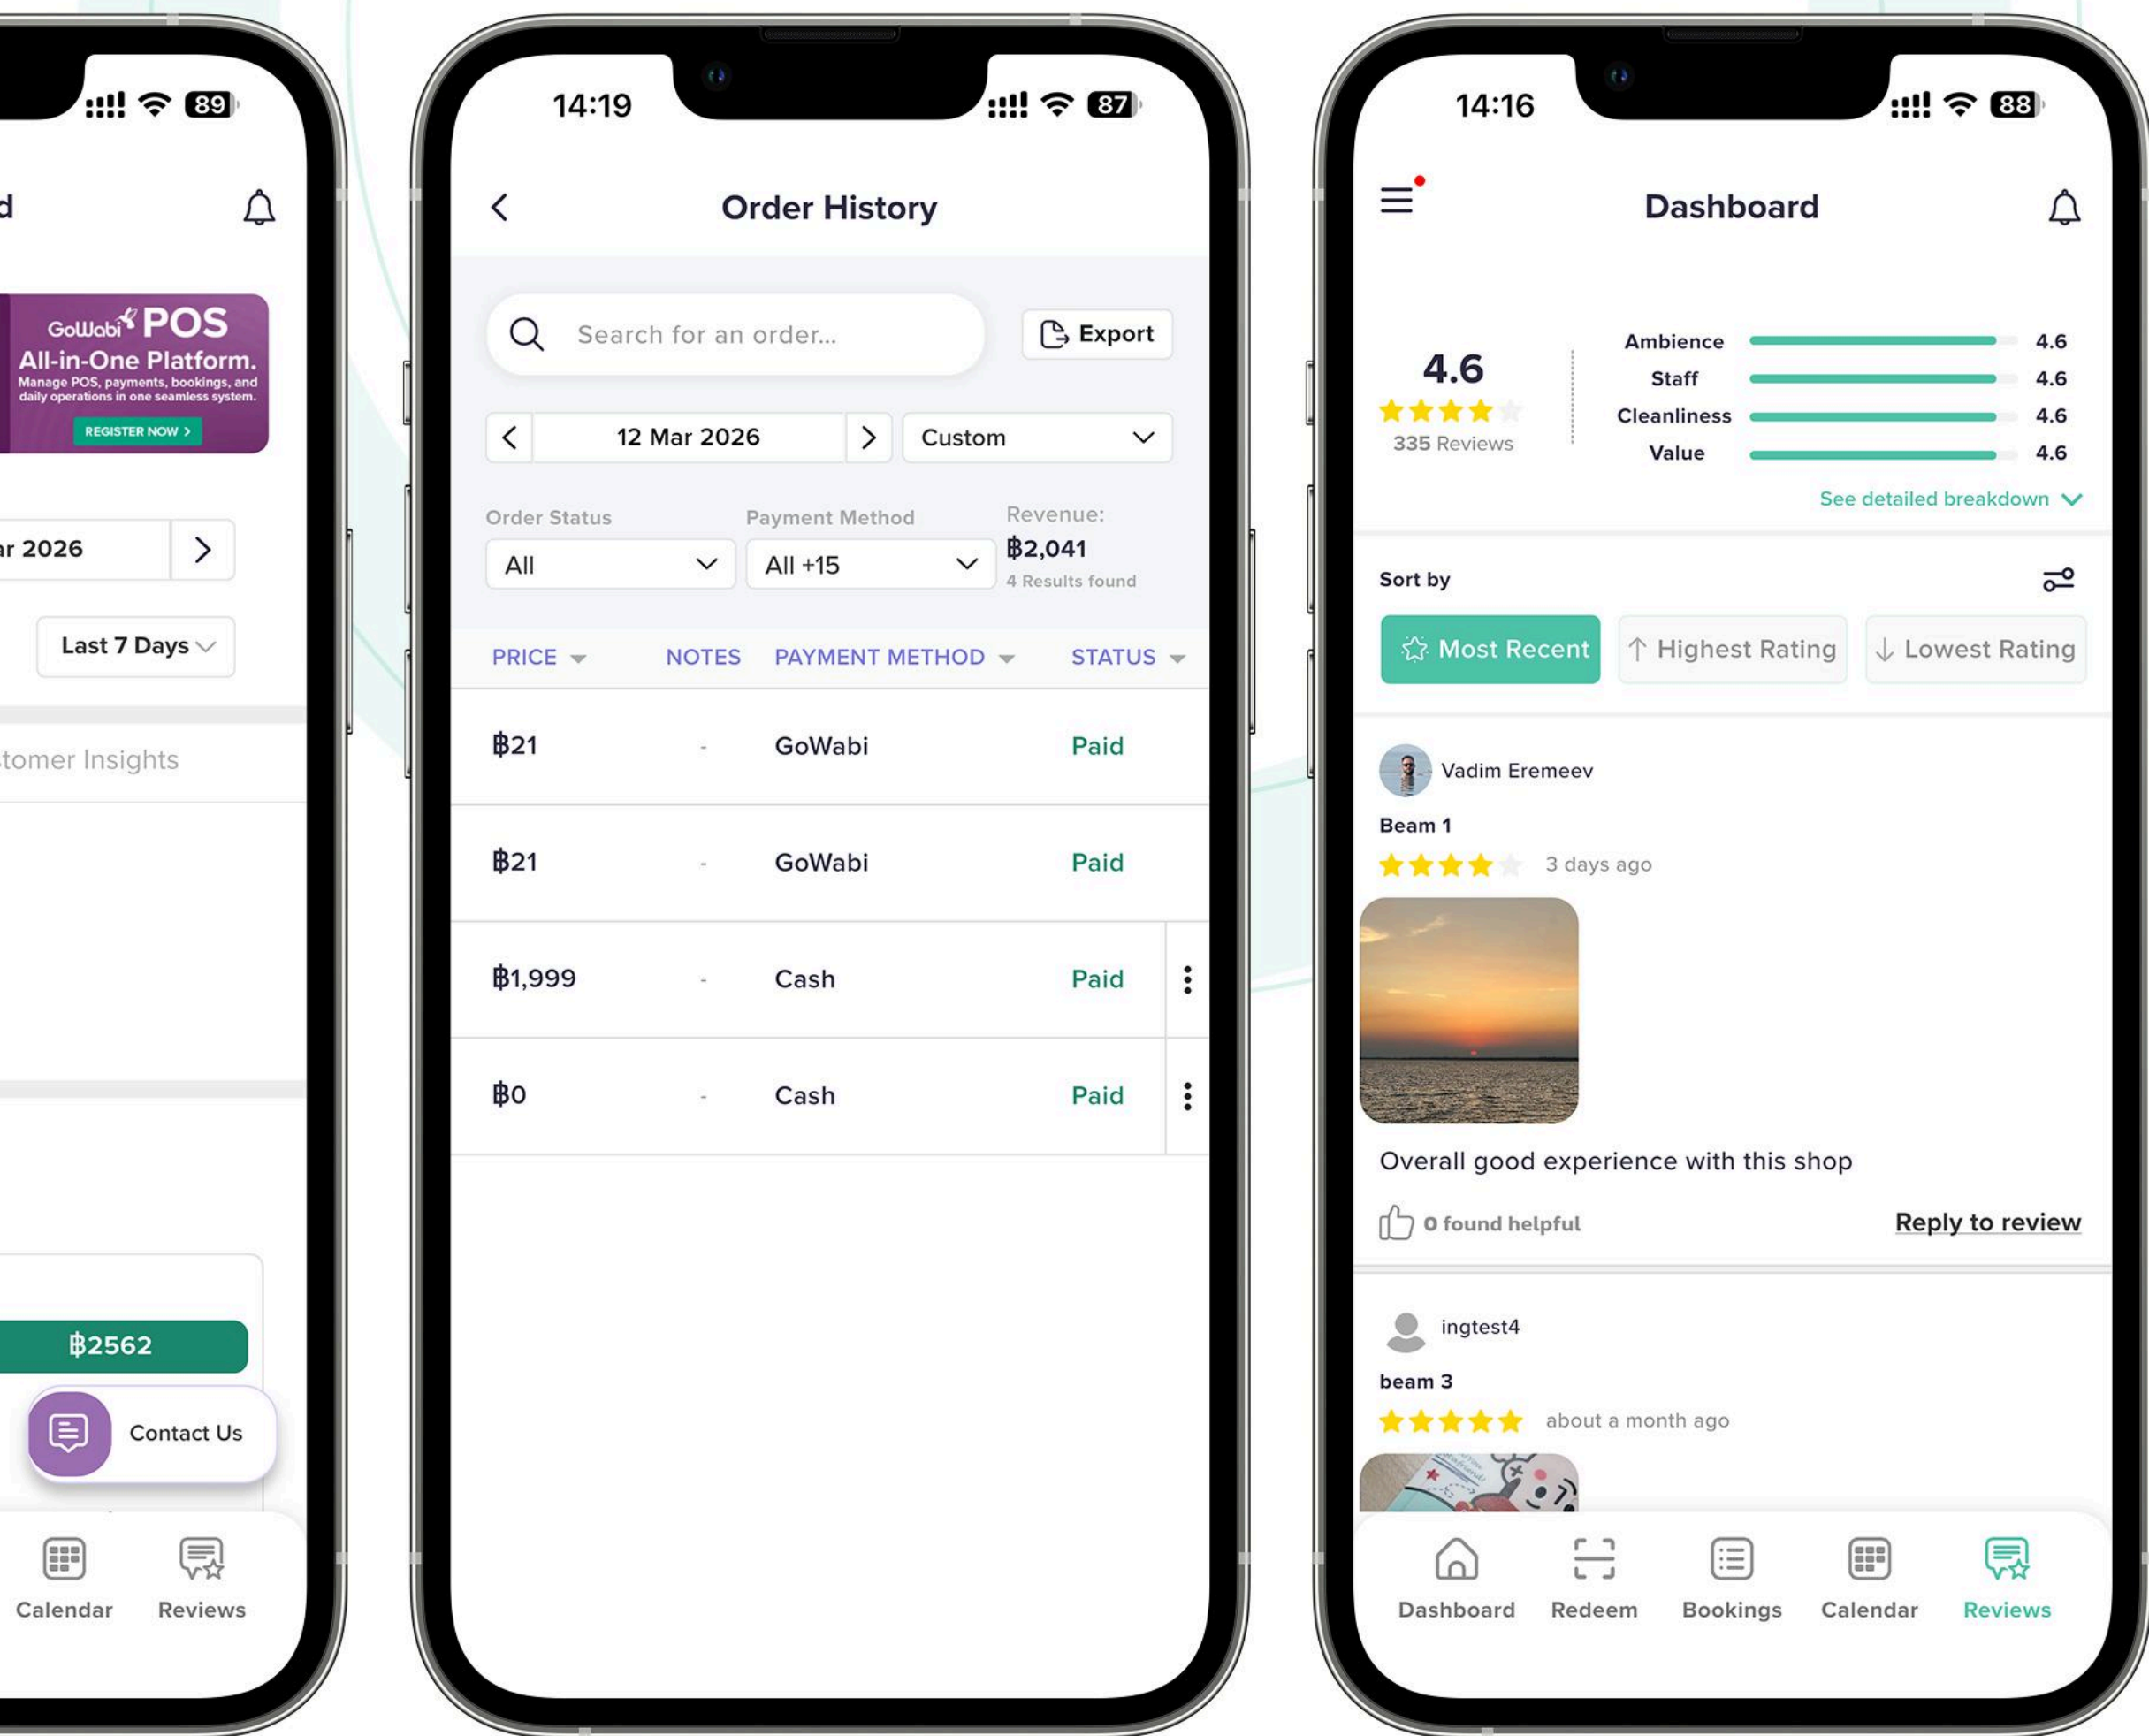 89
d
GoWabi POS
All-in-One Platform.
Manage POS, payments, bookings, and
daily operations in one seamless system.
REGISTER NOW >
ar 2026
Last 7 Days
tomer Insights
฿2562
Contact Us
Calendar Reviews
14:19 87
Order History
Search for an order... Export
12 Mar 2026 Custom
Order Status Payment Method Revenue:
฿2,041
All All +15
4 Results found
PRICE NOTES PAYMENT METHOD STATUS
฿21 - GoWabi Paid
฿21 - GoWabi Paid
฿1,999 - Cash Paid
฿0 - Cash Paid
14:16 88
Dashboard
4.6
335 Reviews
Ambience 4.6
Staff 4.6
Cleanliness 4.6
Value 4.6
See detailed breakdown
Sort by
Most Recent ↑ Highest Rating ↓ Lowest Rating
Vadim Eremeev
Beam 1
3 days ago
Overall good experience with this shop
0 found helpful Reply to review
ingtest4
beam 3
about a month ago
Dashboard Redeem Bookings Calendar Reviews